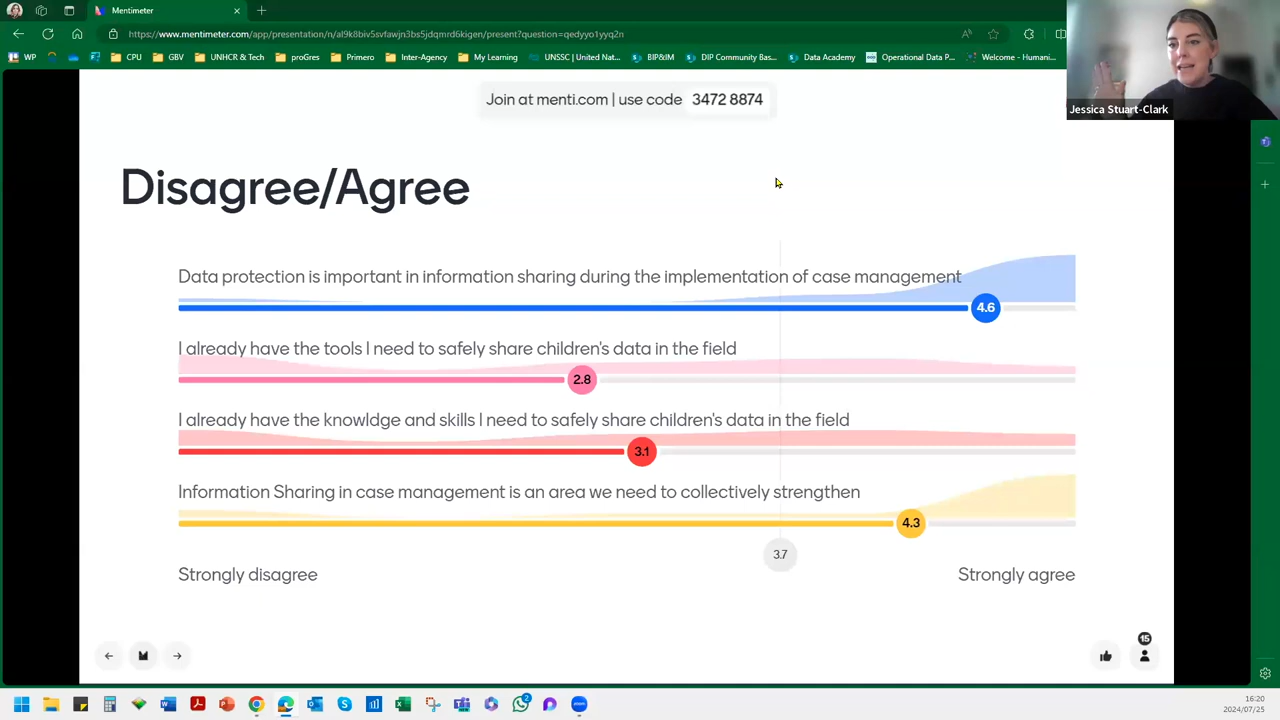 Mentimeter
https://www.mentimeter.com/app/presentation/n/al9k8biv5svfawjn3bs5jdqmrd6kigen/present?question=qedyyo1yyq2n
WP
CPU
GBV
UNHCR & Tech
proGres
Primero
Inter-Agency
My Learning
UNSSC | United Nat...
BIP&IM
DIP Community Bas...
Data Academy
Operational Data P...
Welcome - Humani...
Jessica Stuart-Clark
Join at menti.com | use code 3472 8874
Disagree/Agree
Data protection is important in information sharing during the implementation of case management
4.6
I already have the tools I need to safely share children's data in the field
2.8
I already have the knowldge and skills I need to safely share children's data in the field
3.1
Information Sharing in case management is an area we need to collectively strengthen
4.3
3.7
Strongly disagree
Strongly agree
15
2
16:20
2024/07/25